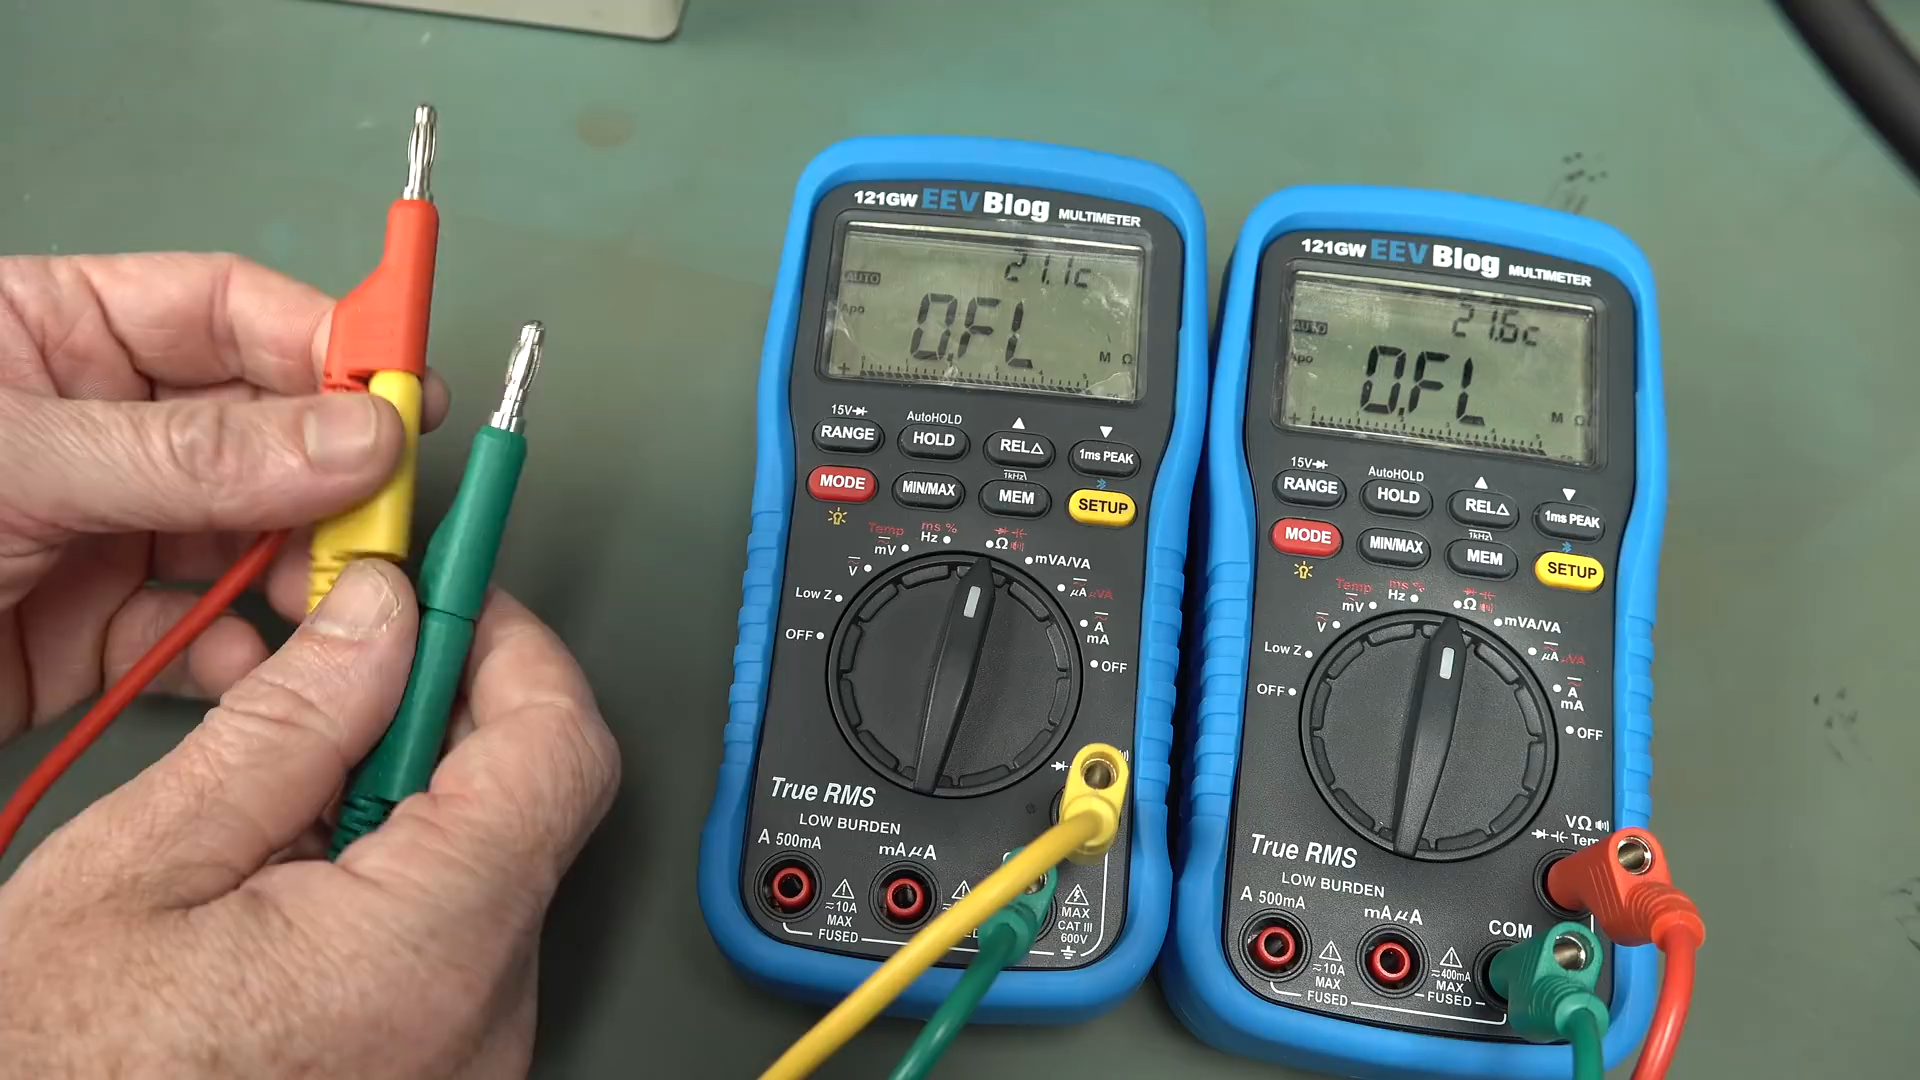 121GW EEVBlog MULTIMETER
21.1c
AUTO
Apo
O.FL
M Ω
15V
AutoHOLD
RANGE
HOLD
REL△
1ms PEAK
1kHz
MODE
MIN/MAX
MEM
SETUP
Temp
ms %
mV
Hz
Ω
mVA/VA
V
µA
µVA
Low Z
A
mA
OFF
OFF
True RMS
LOW BURDEN
A 500mA
mAµA
10A
MAX
FUSED
MAX
CAT III
600V
121GW EEVBlog MULTIMETER
21.6c
AUTO
Apo
O.FL
M Ω
15V
AutoHOLD
RANGE
HOLD
REL△
1ms PEAK
1kHz
MODE
MIN/MAX
MEM
SETUP
Temp
ms %
mV
Hz
Ω
mVA/VA
V
µA
µVA
Low Z
A
mA
OFF
OFF
VΩ
Temp
True RMS
LOW BURDEN
A 500mA
mAµA
COM
10A
MAX
FUSED
400mA
MAX
FUSED